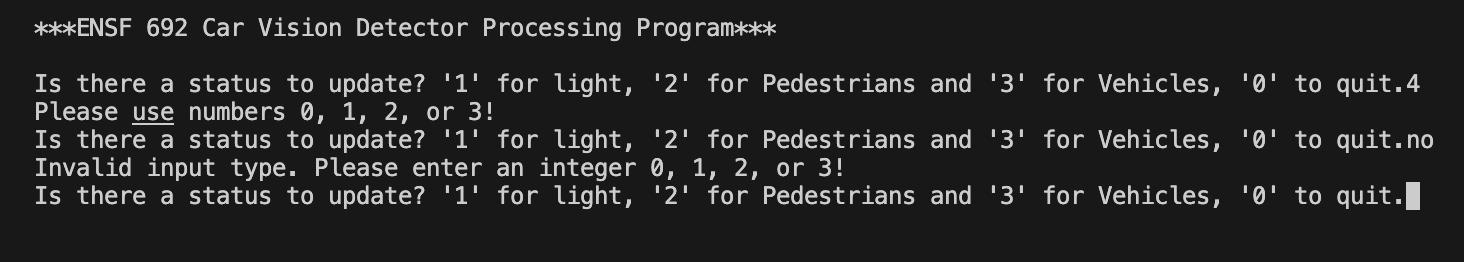 ***ENSF 692 Car Vision Detector Processing Program***
Is there a status to update? '1' for light, '2' for Pedestrians and '3' for Vehicles, '0' to quit.4
Please use numbers 0, 1, 2, or 3!
Is there a status to update? '1' for light, '2' for Pedestrians and '3' for Vehicles, '0' to quit.no
Invalid input type. Please enter an integer 0, 1, 2, or 3!
Is there a status to update? '1' for light, '2' for Pedestrians and '3' for Vehicles, '0' to quit.